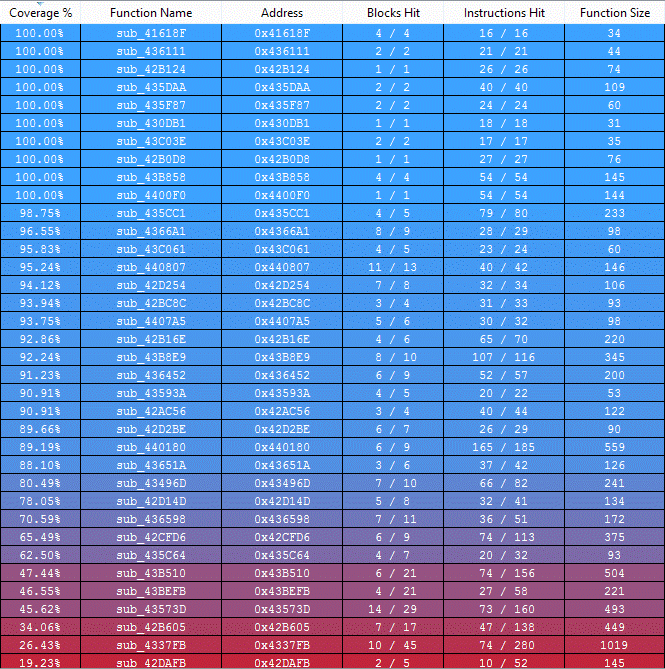 Coverage % Function Name Address Blocks Hit Instructions Hit Function Size
100.00% sub_41618F 0x41618F 4 / 4 16 / 16 34
100.00% sub_436111 0x436111 2 / 2 21 / 21 44
100.00% sub_42B124 0x42B124 1 / 1 26 / 26 74
100.00% sub_435DAA 0x435DAA 2 / 2 40 / 40 109
100.00% sub_435F87 0x435F87 2 / 2 24 / 24 60
100.00% sub_430DB1 0x430DB1 1 / 1 18 / 18 31
100.00% sub_43C03E 0x43C03E 2 / 2 17 / 17 35
100.00% sub_42B0D8 0x42B0D8 1 / 1 27 / 27 76
100.00% sub_43B858 0x43B858 4 / 4 54 / 54 145
100.00% sub_4400F0 0x4400F0 1 / 1 54 / 54 144
98.75% sub_435CC1 0x435CC1 4 / 5 79 / 80 233
96.55% sub_4366A1 0x4366A1 8 / 9 28 / 29 98
95.83% sub_43C061 0x43C061 4 / 5 23 / 24 60
95.24% sub_440807 0x440807 11 / 13 40 / 42 146
94.12% sub_42D254 0x42D254 7 / 8 32 / 34 106
93.94% sub_42BC8C 0x42BC8C 3 / 4 31 / 33 93
93.75% sub_4407A5 0x4407A5 5 / 6 30 / 32 98
92.86% sub_42B16E 0x42B16E 4 / 6 65 / 70 220
92.24% sub_43B8E9 0x43B8E9 8 / 10 107 / 116 345
91.23% sub_436452 0x436452 6 / 9 52 / 57 200
90.91% sub_43593A 0x43593A 4 / 5 20 / 22 53
90.91% sub_42AC56 0x42AC56 3 / 4 40 / 44 122
89.66% sub_42D2BE 0x42D2BE 6 / 7 26 / 29 90
89.19% sub_440180 0x440180 6 / 9 165 / 185 559
88.10% sub_43651A 0x43651A 3 / 6 37 / 42 126
80.49% sub_43496D 0x43496D 7 / 10 66 / 82 241
78.05% sub_42D14D 0x42D14D 5 / 8 32 / 41 134
70.59% sub_436598 0x436598 7 / 11 36 / 51 172
65.49% sub_42CFD6 0x42CFD6 6 / 9 74 / 113 375
62.50% sub_435C64 0x435C64 4 / 7 20 / 32 93
47.44% sub_43B510 0x43B510 6 / 21 74 / 156 504
46.55% sub_43BEFB 0x43BEFB 4 / 21 27 / 58 221
45.62% sub_43573D 0x43573D 14 / 29 73 / 160 493
34.06% sub_42B605 0x42B605 7 / 17 47 / 138 449
26.43% sub_4337FB 0x4337FB 10 / 45 74 / 280 1019
19.23% sub_42DAFB 0x42DAFB 2 / 5 10 / 52 145